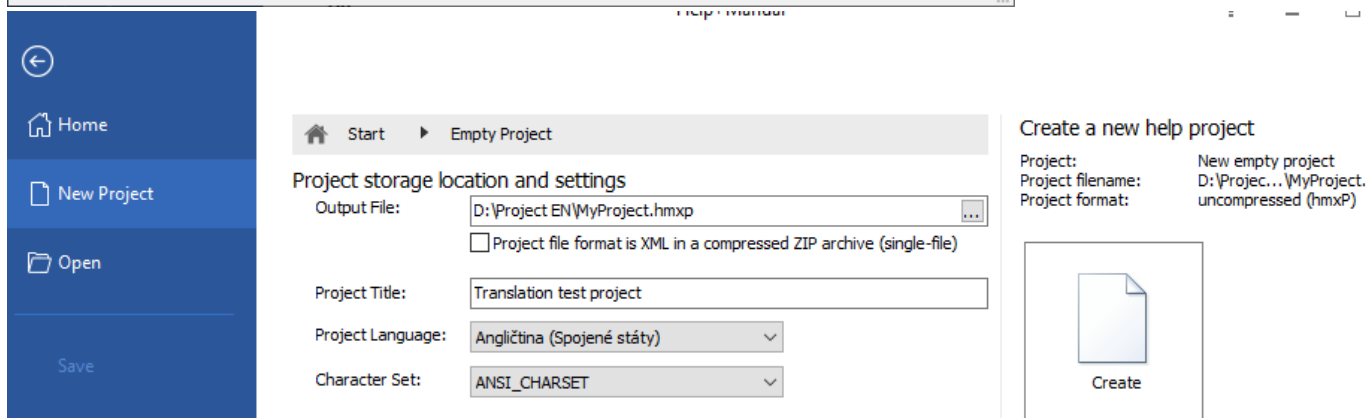 Help+Manual
Home
New Project
Open
Save
Start
Empty Project
Project storage location and settings
Output File:
D:\Project EN\MyProject.hmxp
...
Project file format is XML in a compressed ZIP archive (single-file)
Project Title:
Translation test project
Project Language:
Angličtina (Spojené státy)
Character Set:
ANSI_CHARSET
Create a new help project
Project: New empty project
Project filename: D:\Projec...\MyProject.
Project format: uncompressed (hmxP)
Create